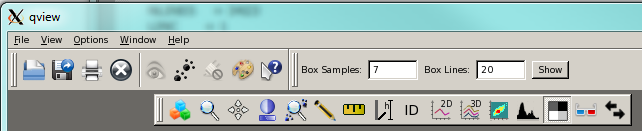 qview
File View Options Window Help
Box Samples: 7 Box Lines: 20 Show
h ID 2D 3D